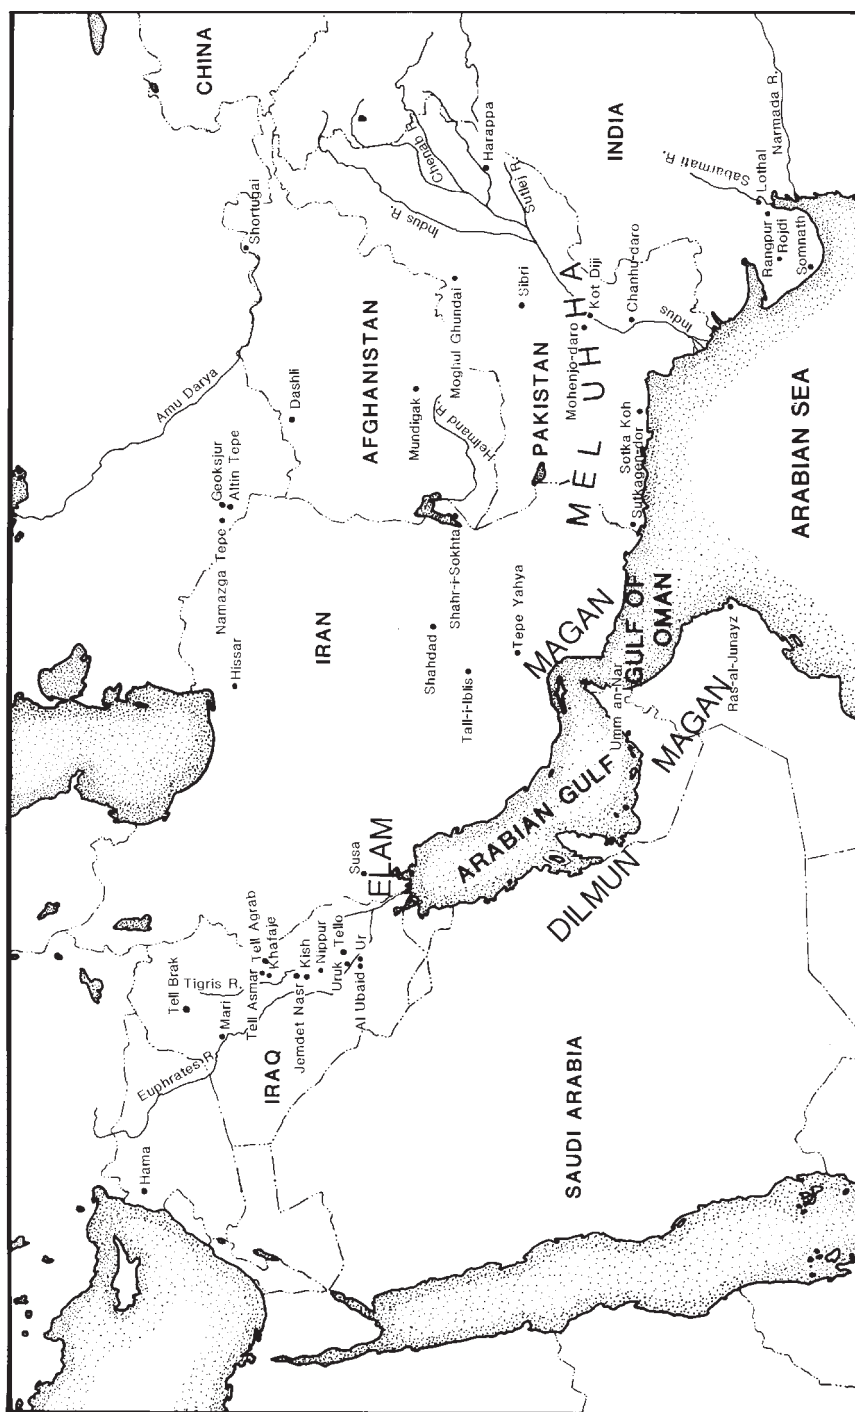 CHINA
Shortugai
Amu Darya
Dashli
AFGHANISTAN
Mundigak
Moghul Ghundai
Helmand R.
Indus R.
Chenab R.
Harappa
Sutlej R.
INDIA
Sabarmati R.
Narmada R.
Lothal
Rangpur
Rojdi
Somnath
Sibri
PAKISTAN
Mohenjo-daro
Kot Diji
Chanhu-daro
Indus
MELUHHA
Sotka Koh
Sutkagen-dor
ARABIAN SEA
Geoksjur
Altin Tepe
Namazga Tepe
Hissar
IRAN
Shahr-i-Sokhta
Shahdad
Tall-i-Iblis
Tepe Yahya
MAGAN
GULF OF
OMAN
Umm an-Nar
MAGAN
Ras-al-Junayz
ARABIAN GULF
DILMUN
Susa
ELAM
Tell Brak
Tigris R.
Mari
Euphrates R.
Tell Asmar
Tell Agrab
Khafaje
Jemdet Nasr
Kish
Nippur
Uruk
Tello
Al Ubaid
Ur
IRAQ
Hama
SAUDI ARABIA